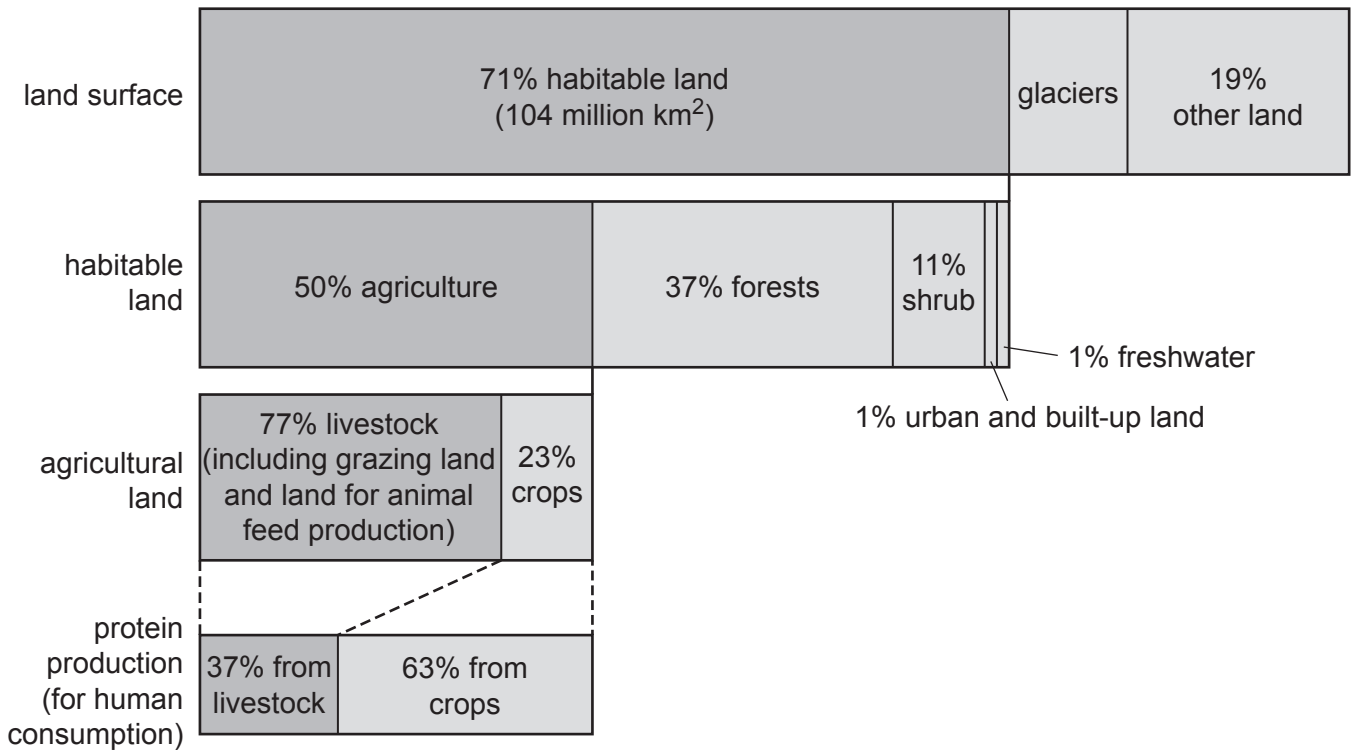 land surface
71% habitable land
(104 million km²)
glaciers
19%
other land
habitable
land
50% agriculture
37% forests
11%
shrub
1% freshwater
1% urban and built-up land
agricultural
land
77% livestock
(including grazing land
and land for animal
feed production)
23%
crops
protein
production
(for human
consumption)
37% from
livestock
63% from
crops